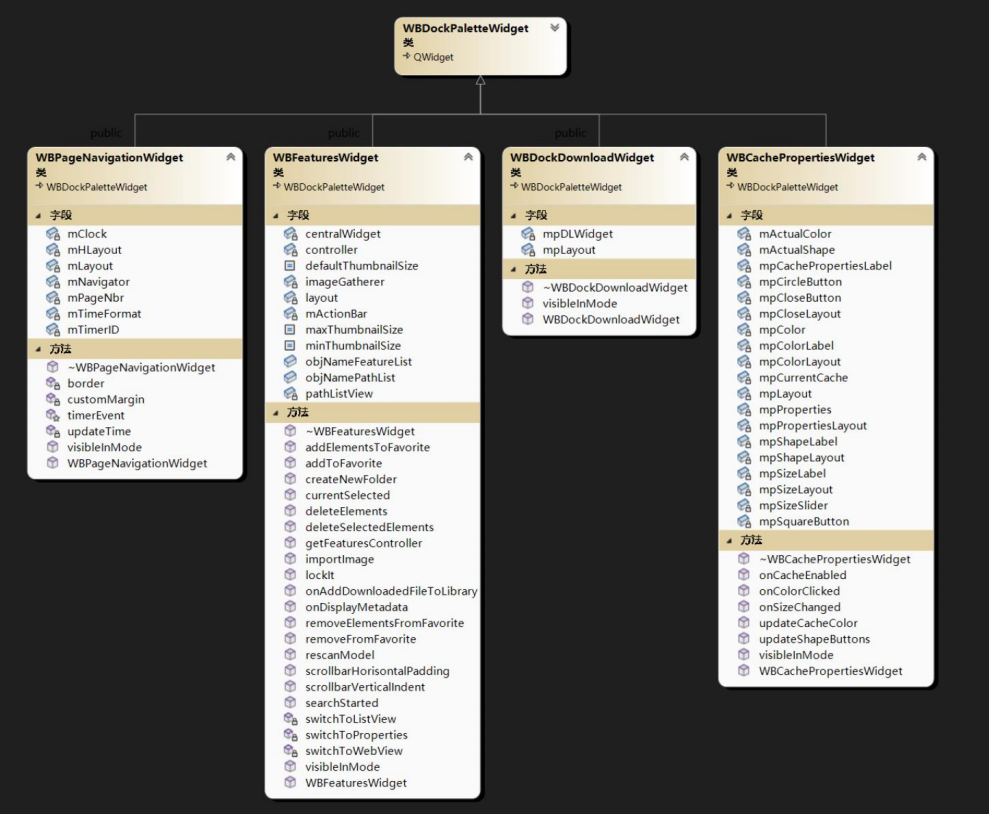 WBDockPaletteWidget
类
QWidget
public
public
public
WBPageNavigationWidget
类
WBDockPaletteWidget
字段
mClock
mHLayout
mLayout
mNavigator
mPageNbr
mTimeFormat
mTimerID
方法
~WBPageNavigationWidget
border
customMargin
timerEvent
updateTime
visibleInMode
WBPageNavigationWidget
WBFeaturesWidget
类
WBDockPaletteWidget
字段
centralWidget
controller
defaultThumbnailSize
imageGatherer
layout
mActionBar
maxThumbnailSize
minThumbnailSize
objNameFeatureList
objNamePathList
pathListView
方法
~WBFeaturesWidget
addElementsToFavorite
addToFavorite
createNewFolder
currentSelected
deleteElements
deleteSelectedElements
getFeaturesController
importImage
lockIt
onAddDownloadedFileToLibrary
onDisplayMetadata
removeElementsFromFavorite
removeFromFavorite
rescanModel
scrollbarHorisontalPadding
scrollbarVerticalIndent
searchStarted
switchToListView
switchToProperties
switchToWebView
visibleInMode
WBFeaturesWidget
WBDockDownloadWidget
类
WBDockPaletteWidget
字段
mpDLWidget
mpLayout
方法
~WBDockDownloadWidget
visibleInMode
WBDockDownloadWidget
WBCachePropertiesWidget
类
WBDockPaletteWidget
字段
mActualColor
mActualShape
mpCachePropertiesLabel
mpCircleButton
mpCloseButton
mpCloseLayout
mpColor
mpColorLabel
mpColorLayout
mpCurrentCache
mpLayout
mpProperties
mpPropertiesLayout
mpShapeLabel
mpShapeLayout
mpSizeLabel
mpSizeLayout
mpSizeSlider
mpSquareButton
方法
~WBCachePropertiesWidget
onCacheEnabled
onColorClicked
onSizeChanged
updateCacheColor
updateShapeButtons
visibleInMode
WBCachePropertiesWidget